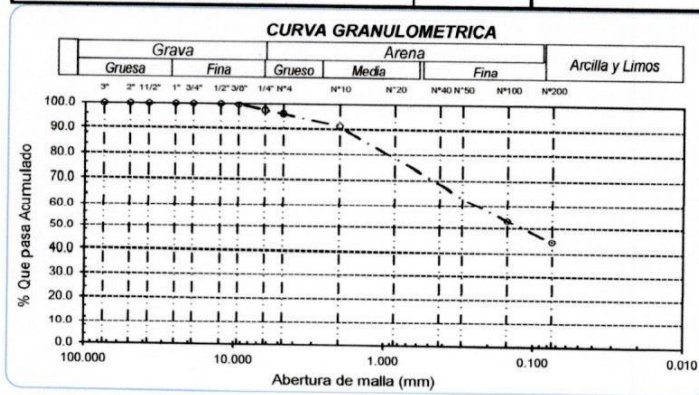 CURVA GRANULOMETRICA
Grava Arena Arcilla y Limos
Gruesa Fina Grueso Media Fina
3" 2" 11/2" 1" 3/4" 1/2" 3/8" 1/4" N°4 N°10 N°20 N°40 N°50 N°100 N°200
% Que pasa Acumulado
100.0
90.0
80.0
70.0
60.0
50.0
40.0
30.0
20.0
10.0
0.0
100.000 10.000 1.000 0.100 0.010
Abertura de malla (mm)